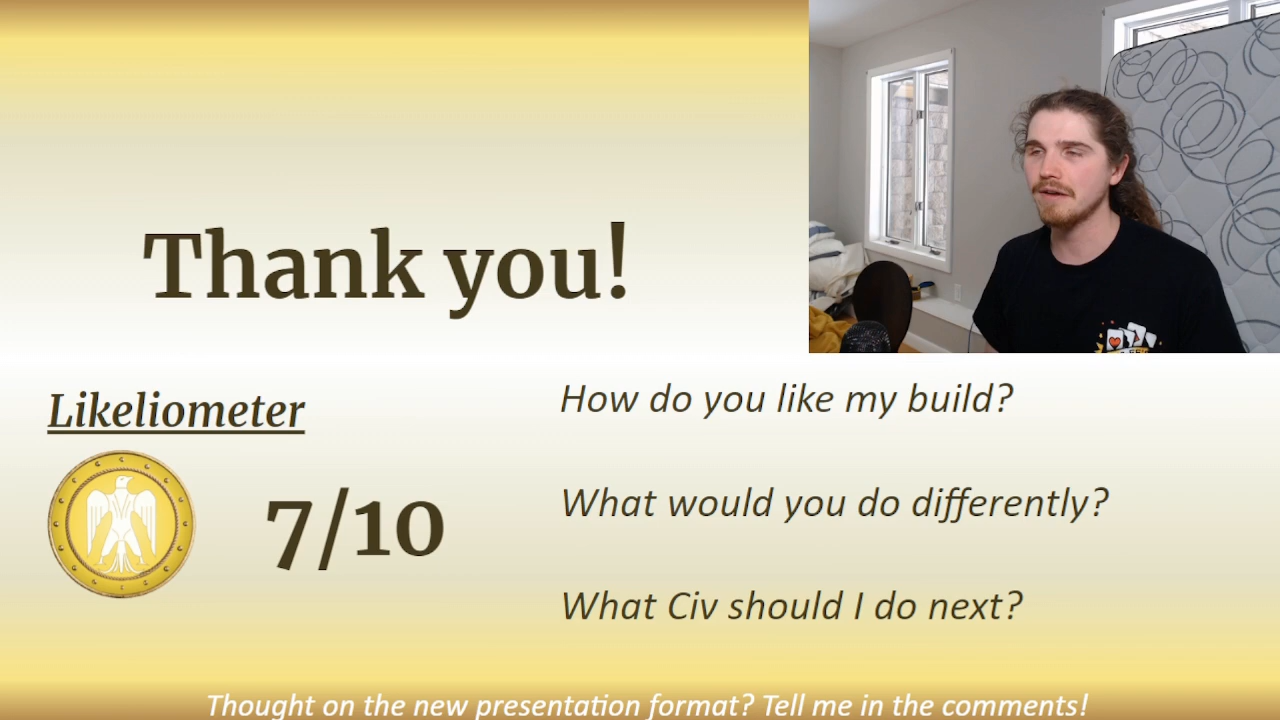 Thank you!
Likeliometer
7/10
How do you like my build?
What would you do differently?
What Civ should I do next?
Thought on the new presentation format? Tell me in the comments!